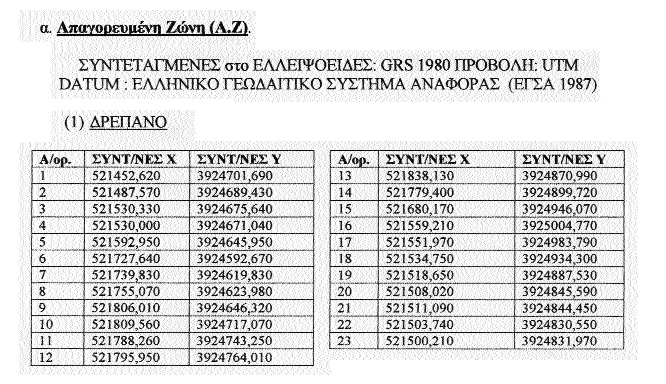 α. Απαγορευμένη Ζώνη (Α.Ζ).
ΣΥΝΤΕΤΑΓΜΕΝΕΣ στο ΕΛΛΕΙΨΟΕΙΔΕΣ: GRS 1980 ΠΡΟΒΟΛΗ: UTM
DATUM : ΕΛΛΗΝΙΚΟ ΓΕΩΔΑΙΤΙΚΟ ΣΥΣΤΗΜΑ ΑΝΑΦΟΡΑΣ (ΕΓΣΑ 1987)
(1) ΔΡΕΠΑΝΟ
Α/ορ. ΣΥΝΤ/ΝΕΣ Χ ΣΥΝΤ/ΝΕΣ Υ
1 521452,620 3924701,690
2 521487,570 3924689,430
3 521530,330 3924675,640
4 521530,000 3924671,040
5 521592,950 3924645,950
6 521727,640 3924592,670
7 521739,830 3924619,830
8 521755,070 3924623,980
9 521806,010 3924646,320
10 521809,560 3924717,070
11 521788,260 3924743,250
12 521795,950 3924764,010
Α/ορ. ΣΥΝΤ/ΝΕΣ Χ ΣΥΝΤ/ΝΕΣ Υ
13 521838,130 3924870,990
14 521779,400 3924899,720
15 521680,170 3924946,070
16 521559,210 3925004,770
17 521551,970 3924983,790
18 521534,750 3924934,300
19 521518,650 3924887,530
20 521508,020 3924845,590
21 521511,090 3924844,450
22 521503,740 3924830,550
23 521500,210 3924831,970